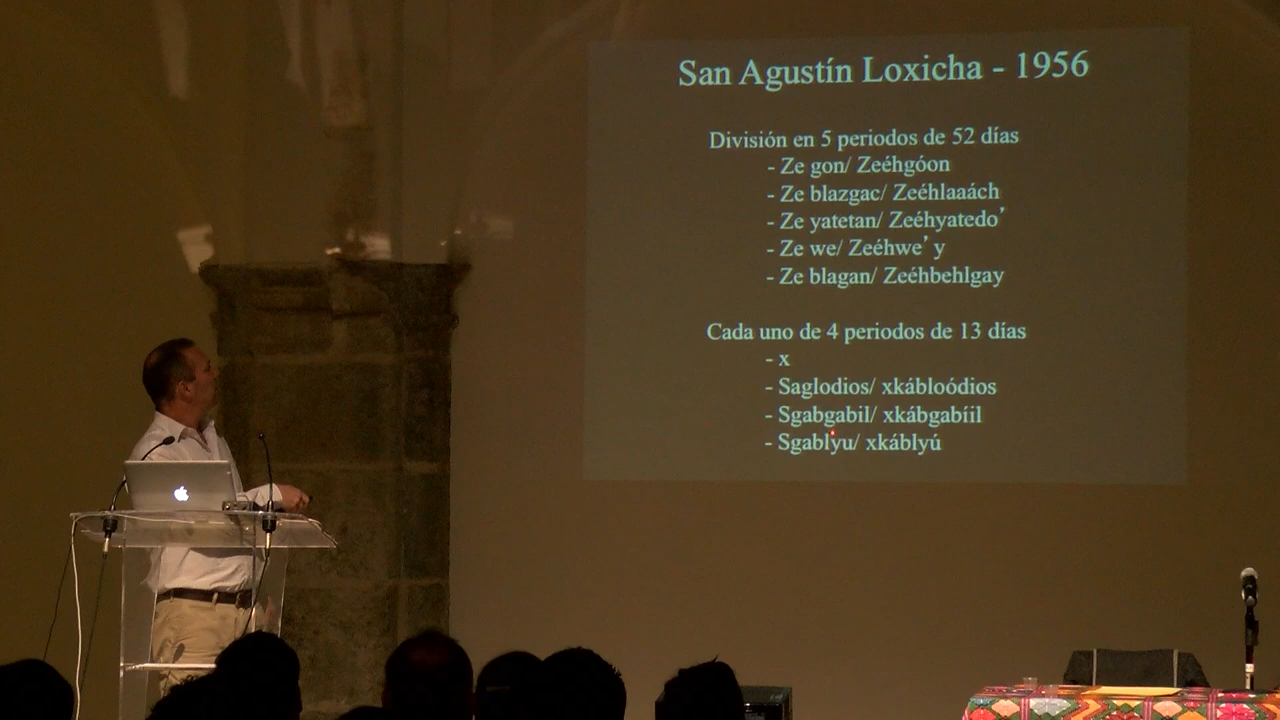 San Agustín Loxicha - 1956
División en 5 periodos de 52 días
- Ze gon/ Zeéhgóon
- Ze blazgac/ Zeéhlaaách
- Ze yatetan/ Zeéhyatedo’
- Ze we/ Zeéhwe’ y
- Ze blagan/ Zeéhbehlgay
Cada uno de 4 periodos de 13 días
- x
- Saglodios/ xkábloódios
- Sgabgabil/ xkábgabíil
- Sgablyu/ xkáblyú